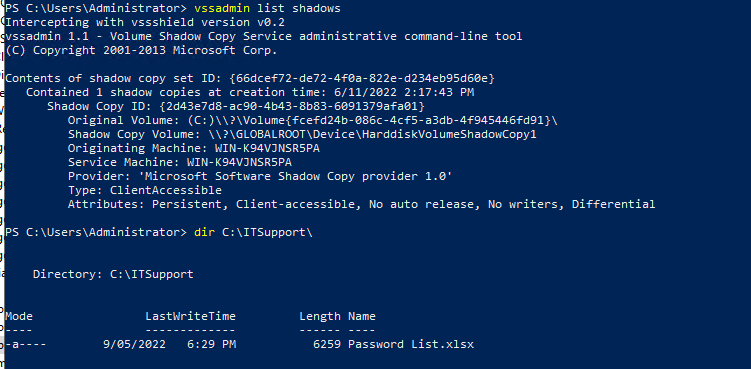 PS C:\Users\Administrator> vssadmin list shadows
Intercepting with vssshield version v0.2
vssadmin 1.1 - Volume Shadow Copy Service administrative command-line tool
(C) Copyright 2001-2013 Microsoft Corp.
Contents of shadow copy set ID: {66dcef72-de72-4f0a-822e-d234eb95d60e}
Contained 1 shadow copies at creation time: 6/11/2022 2:17:43 PM
Shadow Copy ID: {2d43e7d8-ac90-4b43-8b83-6091379afa01}
Original Volume: (C:)\\?\Volume{fcefd24b-086c-4cf5-a3db-4f945446fd91}\
Shadow Copy Volume: \\?\GLOBALROOT\Device\HarddiskVolumeShadowCopy1
Originating Machine: WIN-K94VJNSR5PA
Service Machine: WIN-K94VJNSR5PA
Provider: 'Microsoft Software Shadow Copy provider 1.0'
Type: ClientAccessible
Attributes: Persistent, Client-accessible, No auto release, No writers, Differential
PS C:\Users\Administrator> dir C:\ITSupport\
Directory: C:\ITSupport
Mode LastWriteTime Length Name
---- ------------- ------ ----
-a---- 9/05/2022 6:29 PM 6259 Password List.xlsx